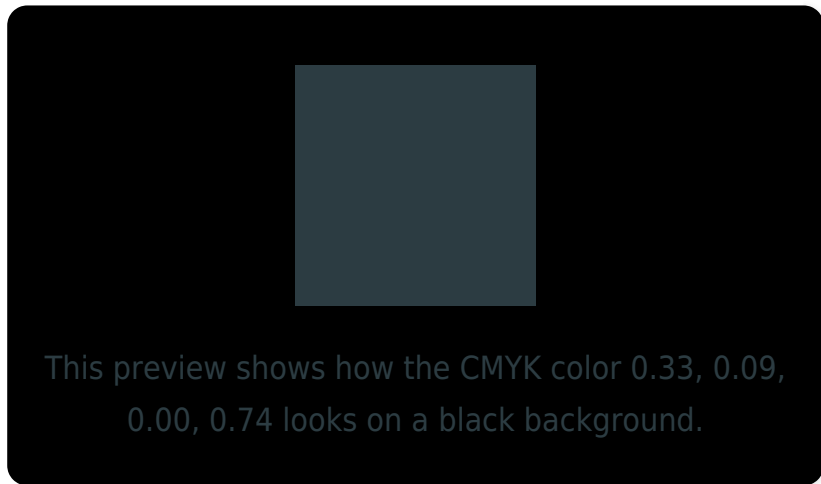 This preview shows how the CMYK color 0.33, 0.09,
0.00, 0.74 looks on a black background.